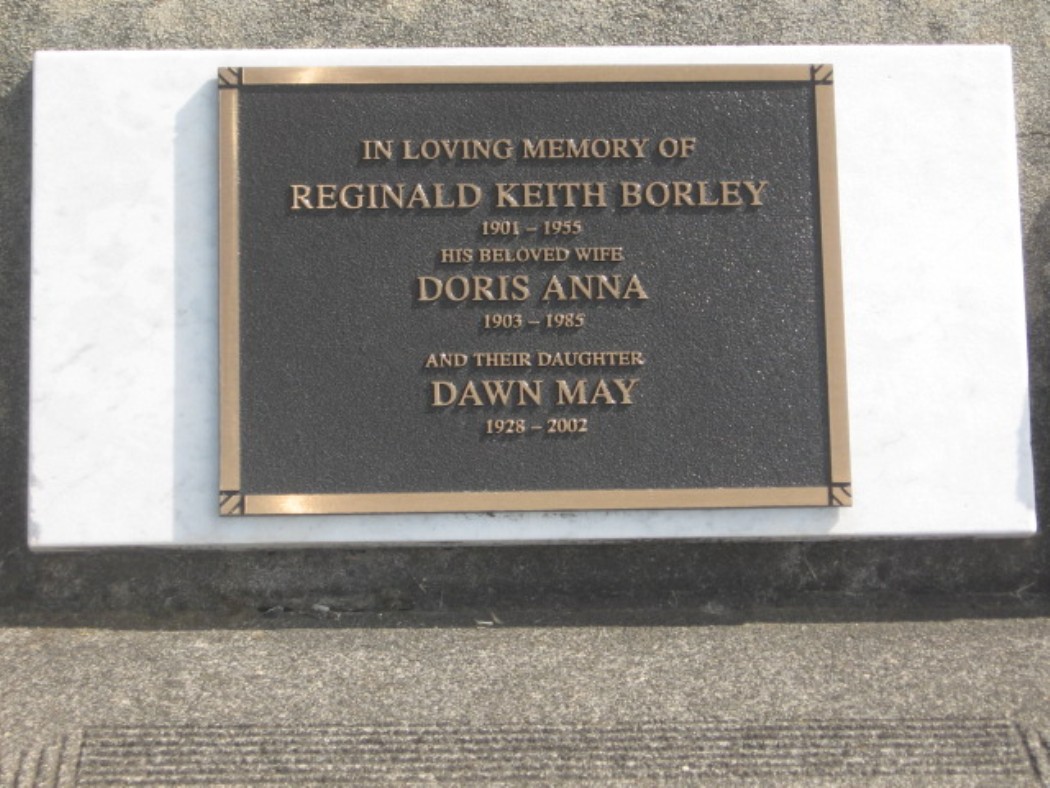 IN LOVING MEMORY OF
REGINALD KEITH BORLEY
1901 – 1955
HIS BELOVED WIFE
DORIS ANNA
1903 – 1985
AND THEIR DAUGHTER
DAWN MAY
1928 – 2002